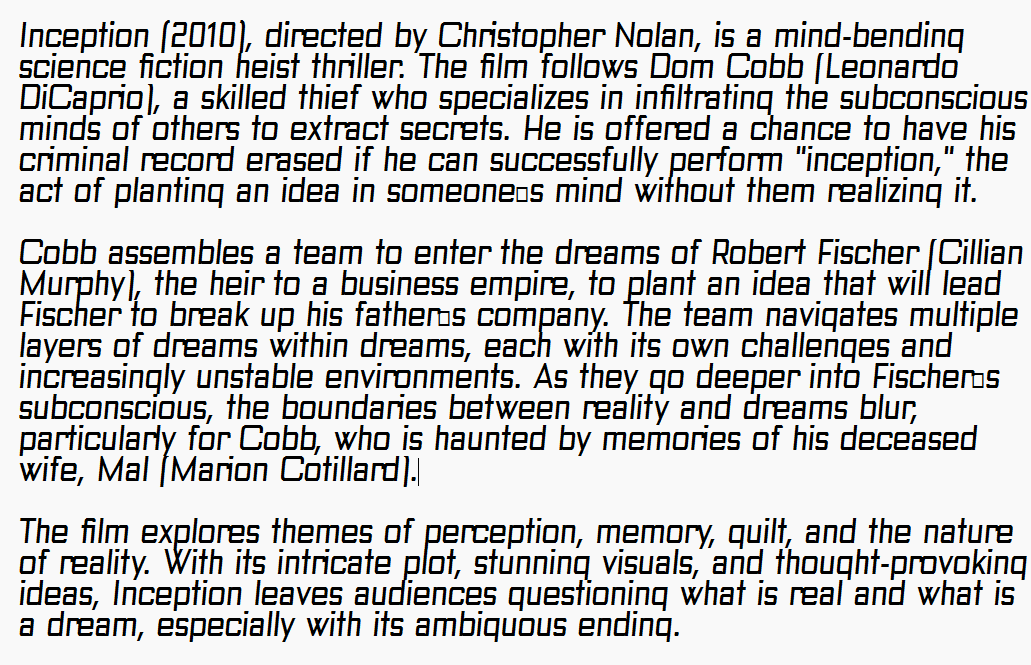 Inception (2010), directed by Christopher Nolan, is a mind-bending
science fiction heist thriller. The film follows Dom Cobb (Leonardo
DiCaprio), a skilled thief who specializes in infiltrating the subconscious
minds of others to extract secrets. He is offered a chance to have his
criminal record erased if he can successfully perform "inception," the
act of planting an idea in someone▯s mind without them realizing it.

Cobb assembles a team to enter the dreams of Robert Fischer (Cillian
Murphy), the heir to a business empire, to plant an idea that will lead
Fischer to break up his father▯s company. The team navigates multiple
layers of dreams within dreams, each with its own challenges and
increasingly unstable environments. As they go deeper into Fischer▯s
subconscious, the boundaries between reality and dreams blur,
particularly for Cobb, who is haunted by memories of his deceased
wife, Mal (Marion Cotillard).

The film explores themes of perception, memory, guilt, and the nature
of reality. With its intricate plot, stunning visuals, and thought-provoking
ideas, Inception leaves audiences questioning what is real and what is
a dream, especially with its ambiguous ending.